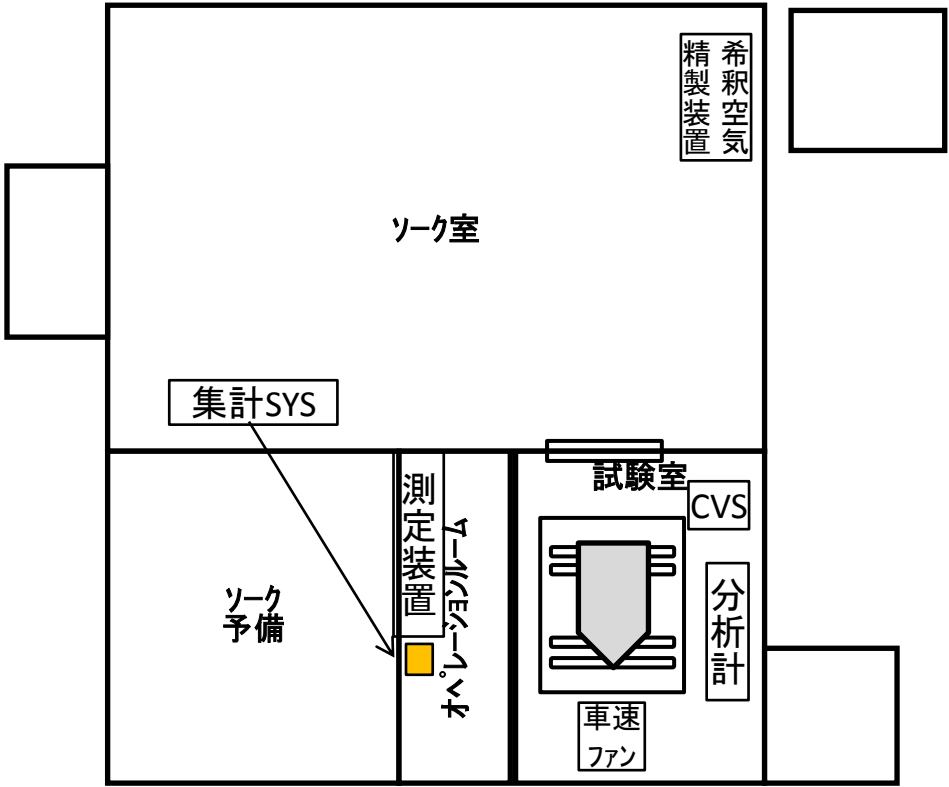 希釈空気
精製装置
ｿｰｸ室
集計SYS
試験室
CVS
測定装置
ｵﾍﾟﾚｰｼｮﾝﾙｰﾑ
分析計
ｿｰｸ
予備
車速
ﾌｧﾝ